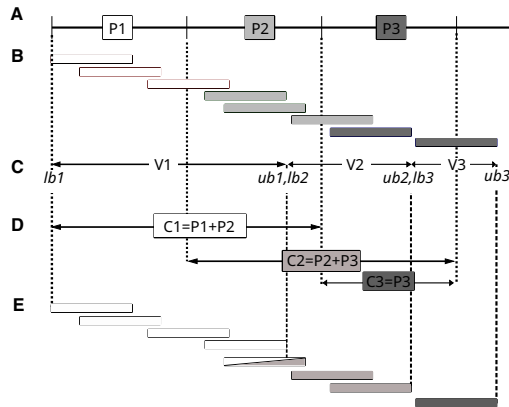 A P1 P2 P3
B
C V1 V2 V3
lb1 ub1,lb2 ub2,lb3 ub3
D C1=P1+P2
C2=P2+P3
C3=P3
E